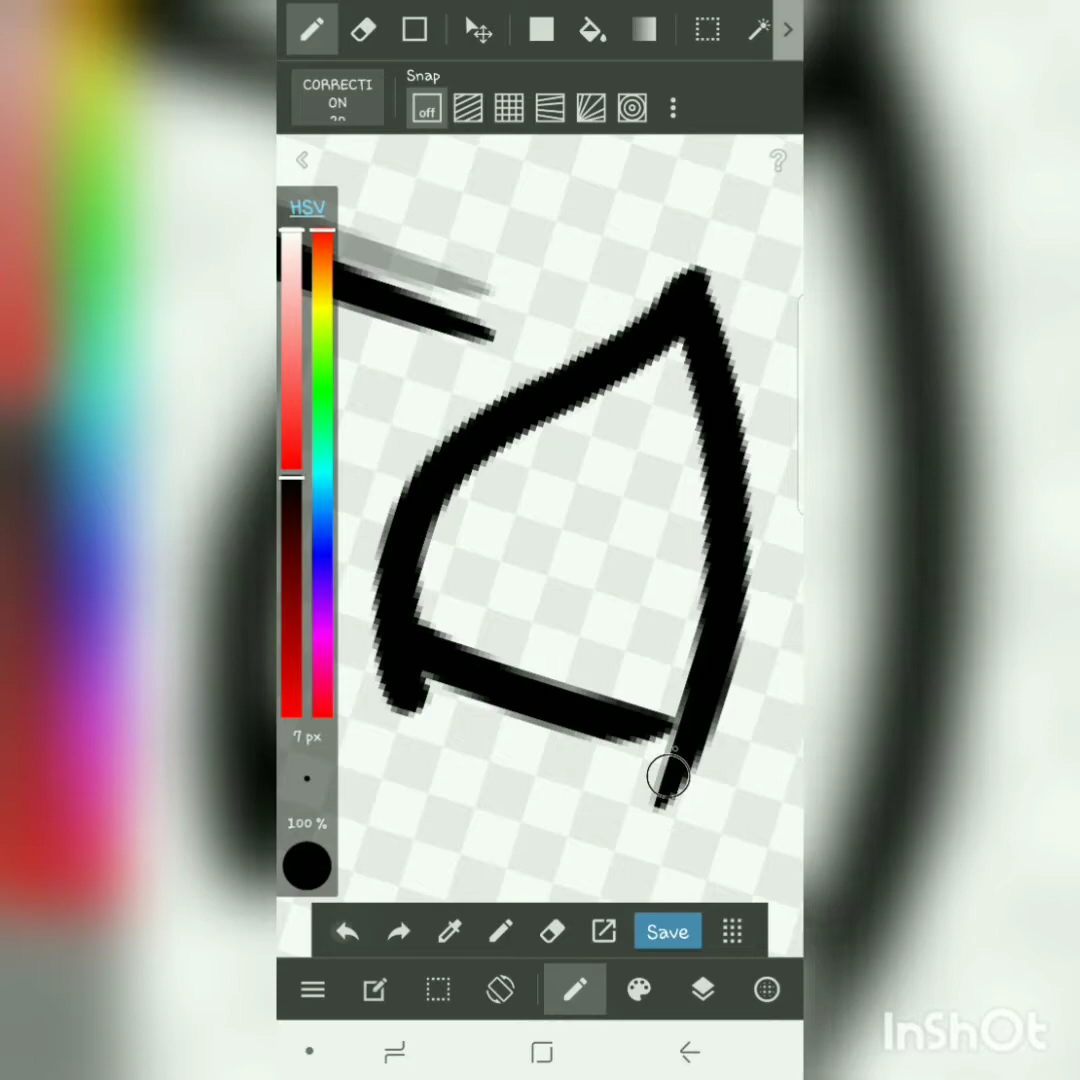 CORRECTI
ON
Snap
off
?
HSV
7 px
100 %
Save
InShOt